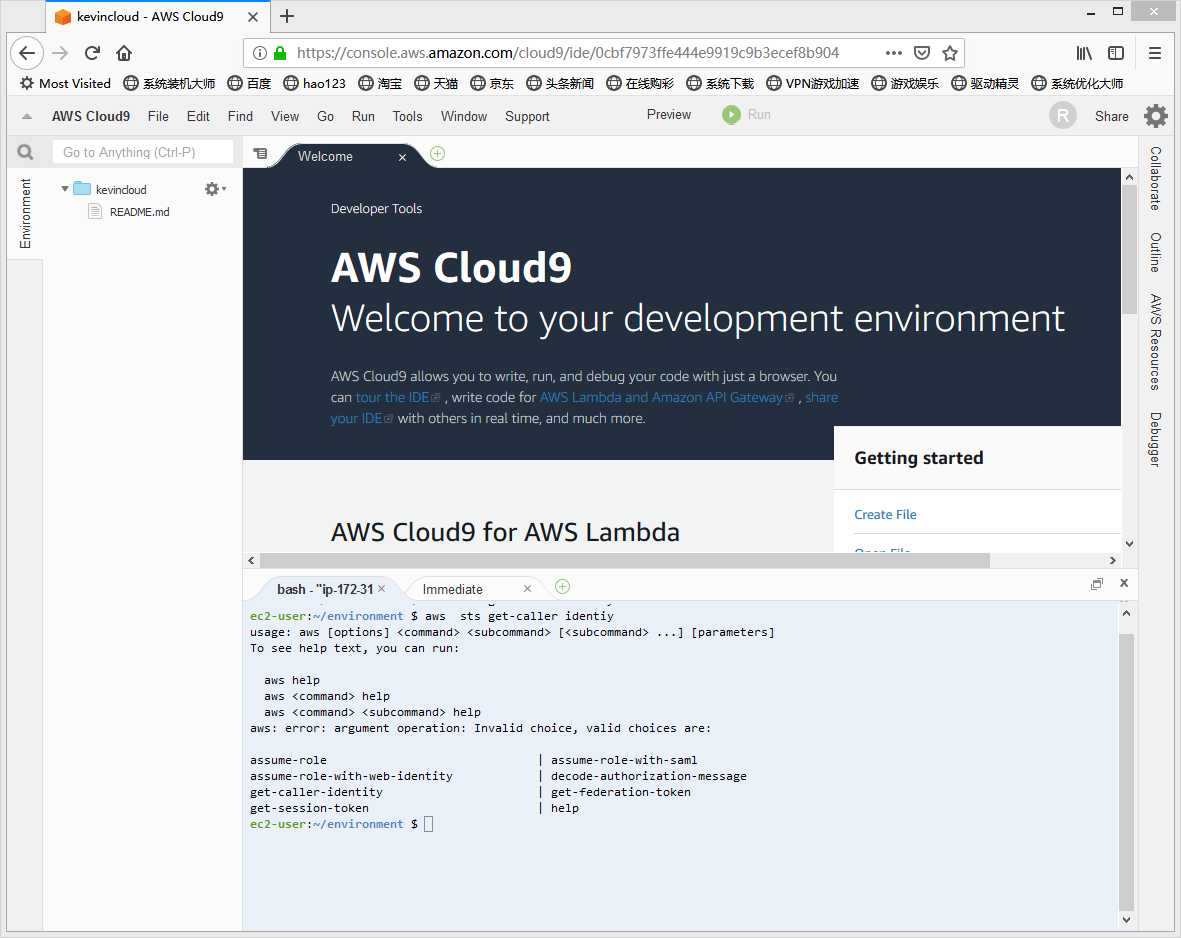 kevincloud - AWS Cloud9
https://console.aws.amazon.com/cloud9/ide/0cbf7973ffe444e9919c9b3ecef8b904
Most Visited 系统装机大师 百度 hao123 淘宝 天猫 京东 头条新闻 在线购彩 系统下载 VPN游戏加速 游戏娱乐 驱动精灵 系统优化大师
AWS Cloud9 File Edit Find View Go Run Tools Window Support Preview Run R Share
Go to Anything (Ctrl-P)
Welcome
Environment
kevincloud
README.md
Collaborate
Outline
AWS Resources
Debugger
Developer Tools
AWS Cloud9
Welcome to your development environment
AWS Cloud9 allows you to write, run, and debug your code with just a browser. You
can tour the IDE , write code for AWS Lambda and Amazon API Gateway , share
your IDE with others in real time, and much more.
Getting started
Create File
Open File
AWS Cloud9 for AWS Lambda
bash - "ip-172-31 Immediate
ec2-user:~/environment $ aws  sts get-caller identiy
usage: aws [options] <command> <subcommand> [<subcommand> ...] [parameters]
To see help text, you can run:
  aws help
  aws <command> help
  aws <command> <subcommand> help
aws: error: argument operation: Invalid choice, valid choices are:
assume-role | assume-role-with-saml
assume-role-with-web-identity | decode-authorization-message
get-caller-identity | get-federation-token
get-session-token | help
ec2-user:~/environment $